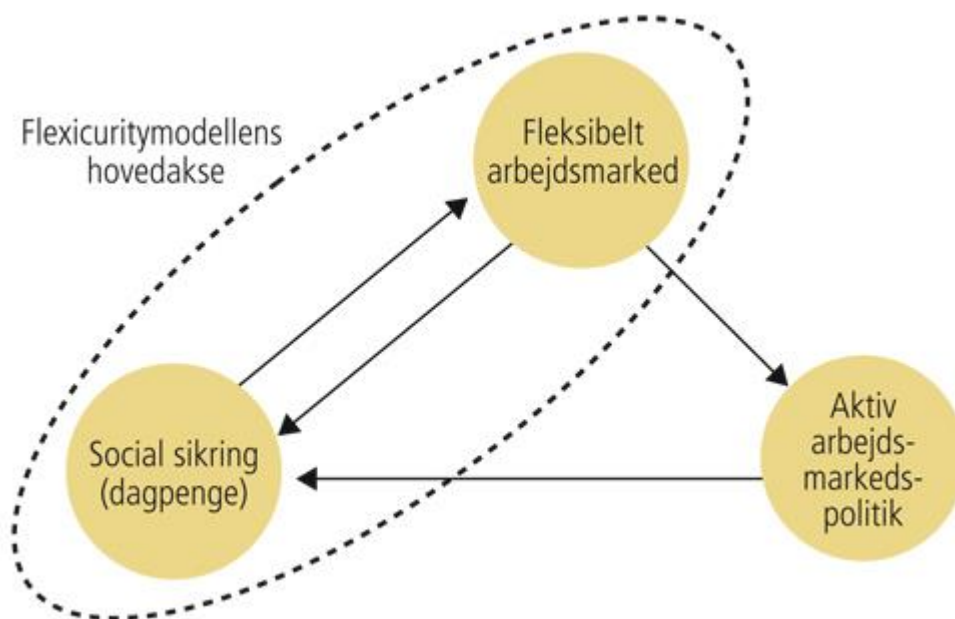 Flexicuritymodellens
hovedakse
Fleksibelt
arbejdsmarked
Social sikring
(dagpenge)
Aktiv
arbejds-
markeds-
politik